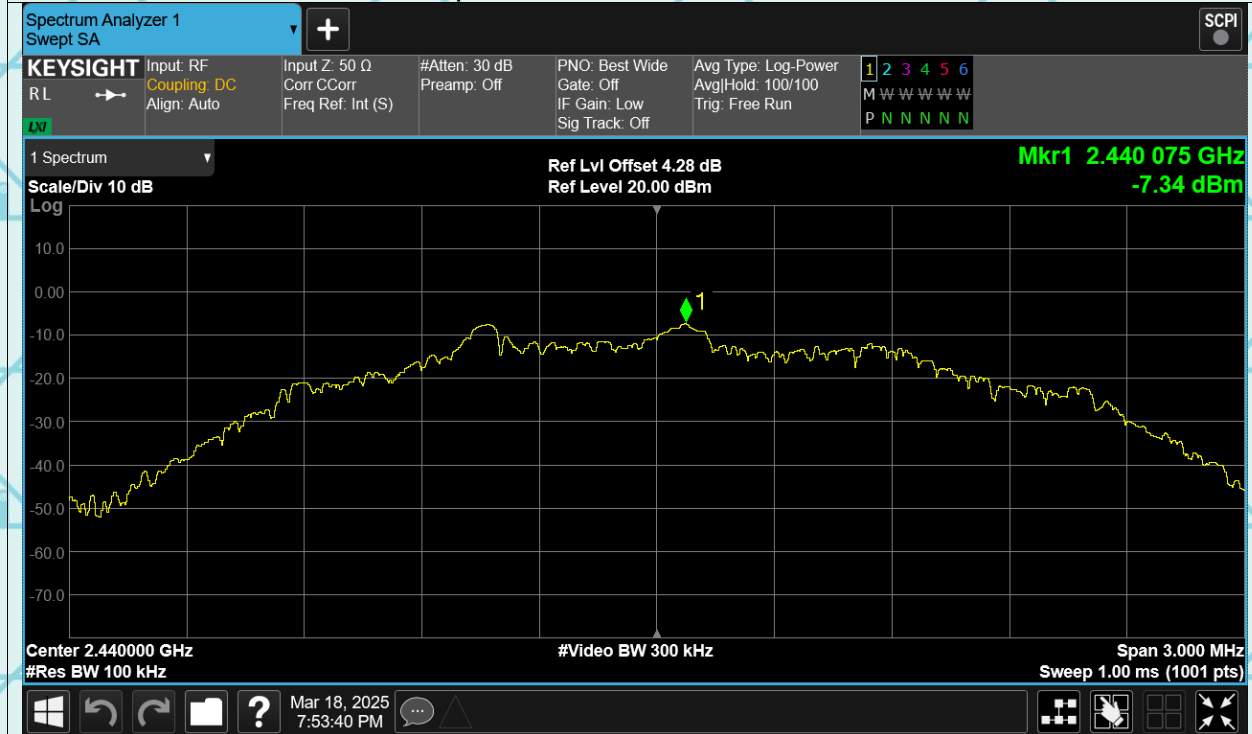 Spectrum Analyzer 1
Swept SA
+
SCPI
KEYSIGHT
R L
LXI
Input: RF
Coupling: DC
Align: Auto
Input Z: 50 Ω
Corr CCorr
Freq Ref: Int (S)
#Atten: 30 dB
Preamp: Off
PNO: Best Wide
Gate: Off
IF Gain: Low
Sig Track: Off
Avg Type: Log-Power
Avg|Hold: 100/100
Trig: Free Run
1 2 3 4 5 6
M W W W W W
P N N N N N
1 Spectrum
Scale/Div 10 dB
Log
Ref Lvl Offset 4.28 dB
Ref Level 20.00 dBm
Mkr1 2.440 075 GHz
-7.34 dBm
1
10.0
0.00
-10.0
-20.0
-30.0
-40.0
-50.0
-60.0
-70.0
Center 2.440000 GHz
#Res BW 100 kHz
#Video BW 300 kHz
Span 3.000 MHz
Sweep 1.00 ms (1001 pts)
?
Mar 18, 2025
7:53:40 PM